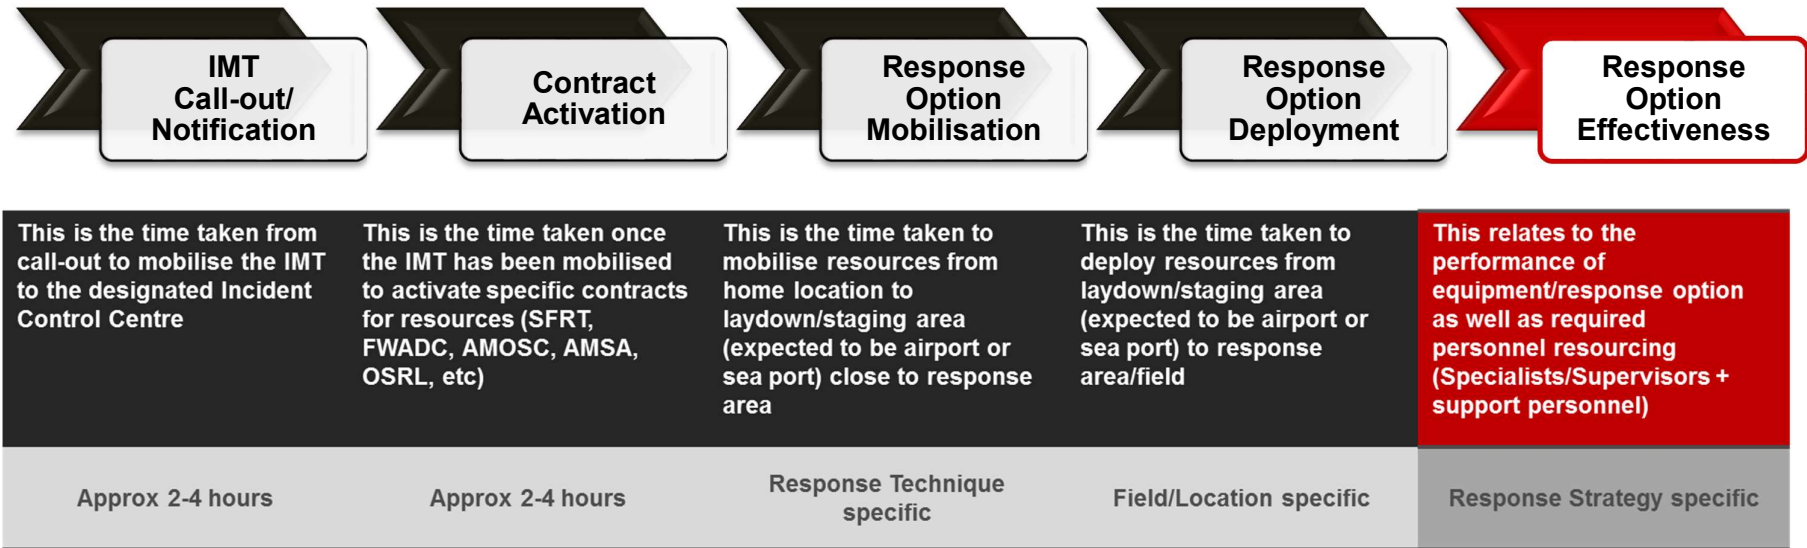 IMT
Call-out/
Notification
Contract
Activation
Response
Option
Mobilisation
Response
Option
Deployment
Response
Option
Effectiveness
This is the time taken from
call-out to mobilise the IMT
to the designated Incident
Control Centre
This is the time taken once
the IMT has been mobilised
to activate specific contracts
for resources (SFRT,
FWADC, AMOSC, AMSA,
OSRL, etc)
This is the time taken to
mobilise resources from
home location to
laydown/staging area
(expected to be airport or
sea port) close to response
area
This is the time taken to
deploy resources from
laydown/staging area
(expected to be airport or
sea port) to response
area/field
This relates to the
performance of
equipment/response option
as well as required
personnel resourcing
(Specialists/Supervisors +
support personnel)
Approx 2-4 hours
Approx 2-4 hours
Response Technique
specific
Field/Location specific
Response Strategy specific